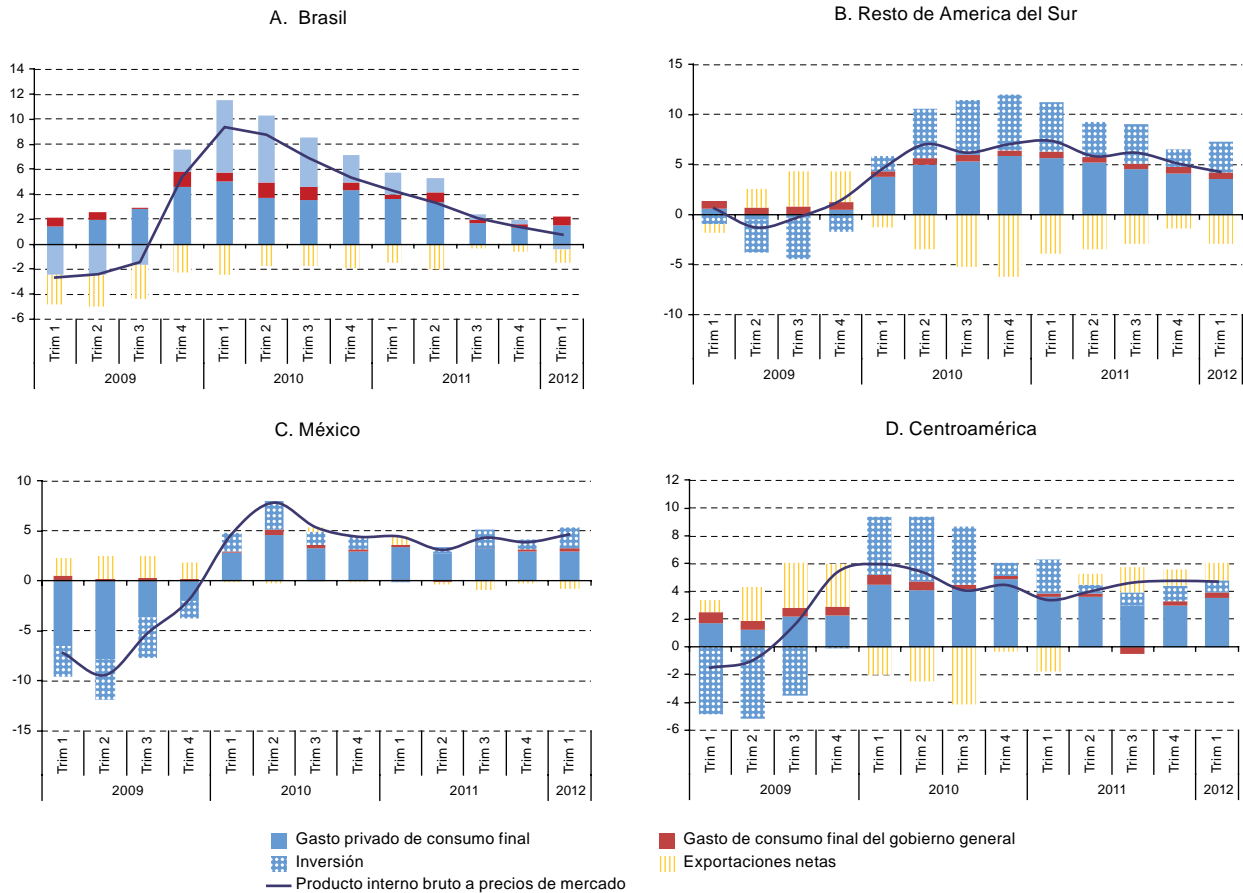 A. Brasil
14
12
10
8
6
4
2
0
-2
-4
-6
Trim 1
Trim 2
Trim 3
Trim 4
Trim 1
Trim 2
Trim 3
Trim 4
Trim 1
Trim 2
Trim 3
Trim 4
Trim 1
2009
2010
2011
2012
B. Resto de America del Sur
15
10
5
0
-5
-10
Trim 1
Trim 2
Trim 3
Trim 4
Trim 1
Trim 2
Trim 3
Trim 4
Trim 1
Trim 2
Trim 3
Trim 4
Trim 1
2009
2010
2011
2012
C. México
10
5
0
-5
-10
-15
Trim 1
Trim 2
Trim 3
Trim 4
Trim 1
Trim 2
Trim 3
Trim 4
Trim 1
Trim 2
Trim 3
Trim 4
Trim 1
2009
2010
2011
2012
D. Centroamérica
12
10
8
6
4
2
0
-2
-4
-6
Trim 1
Trim 2
Trim 3
Trim 4
Trim 1
Trim 2
Trim 3
Trim 4
Trim 1
Trim 2
Trim 3
Trim 4
Trim 1
2009
2010
2011
2012
Gasto privado de consumo final
Gasto de consumo final del gobierno general
Inversión
Exportaciones netas
Producto interno bruto a precios de mercado